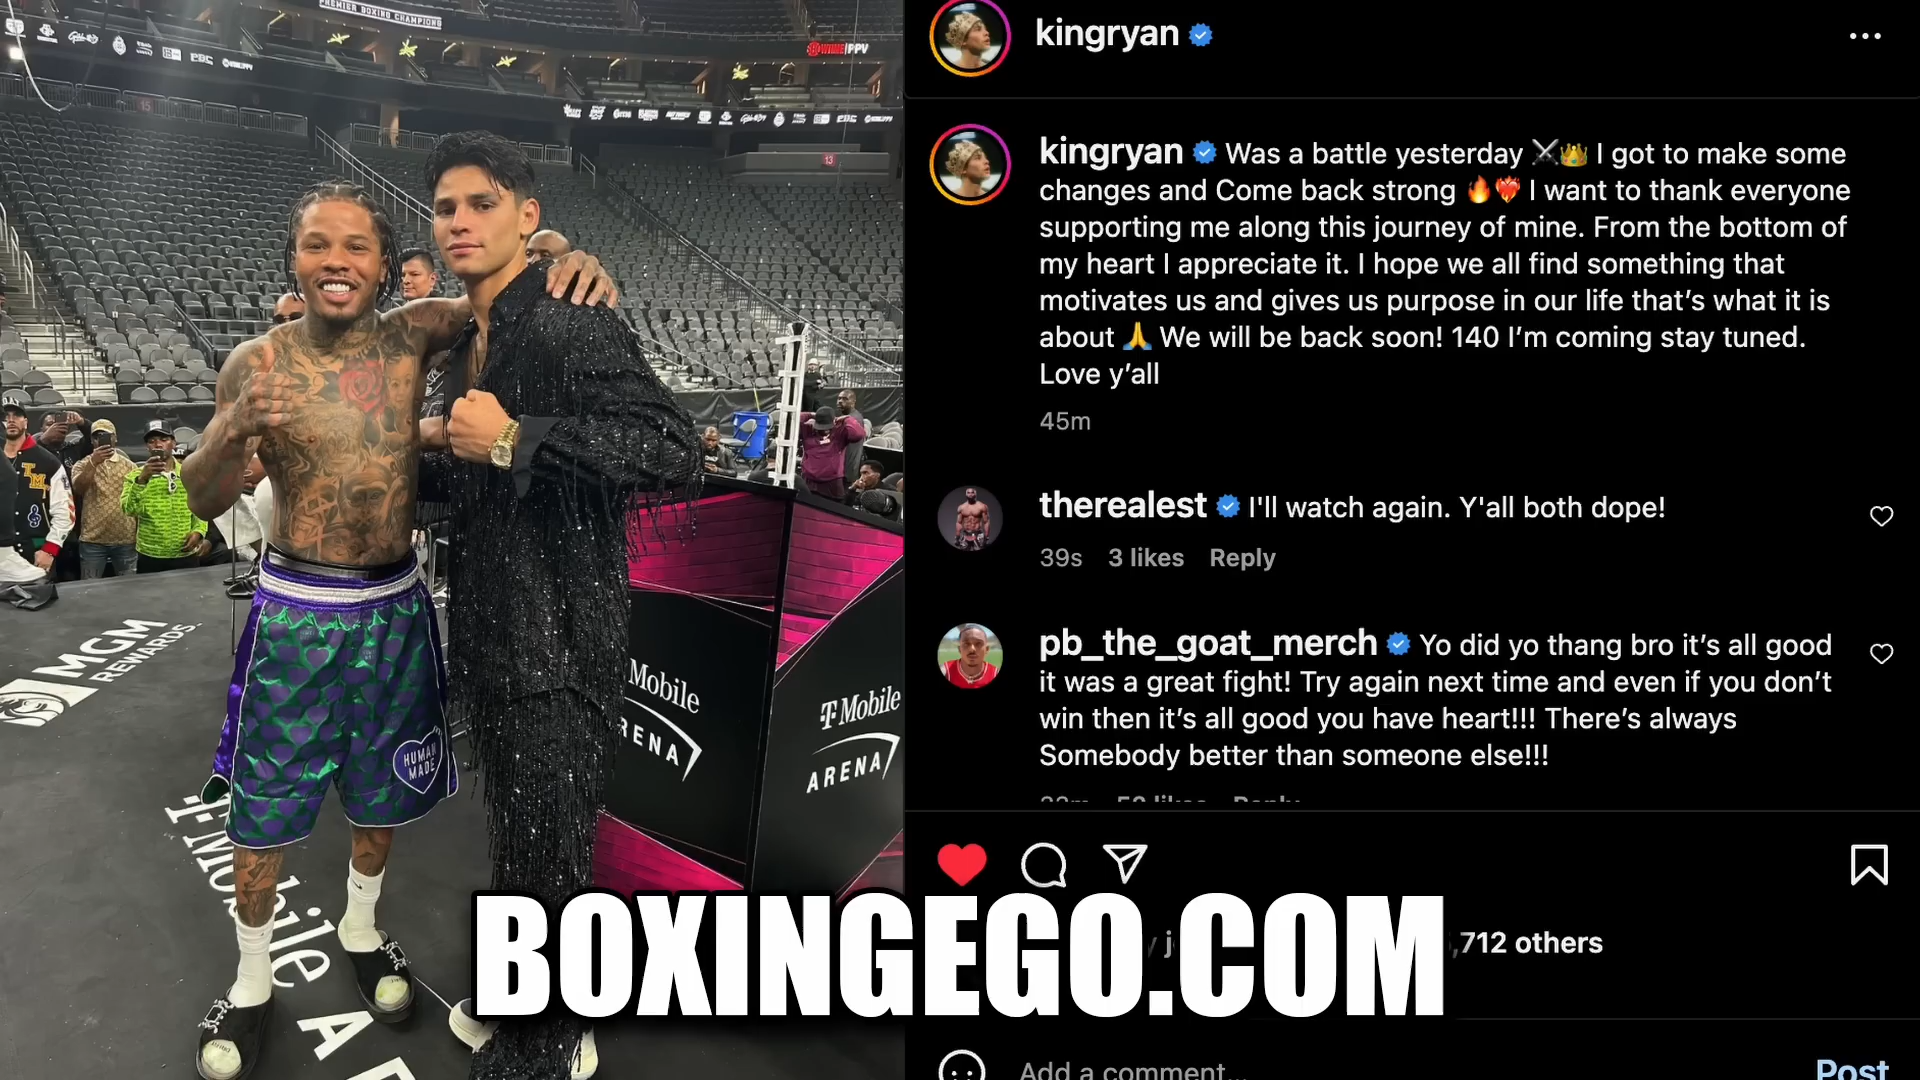 PREMIER BOXING CHAMPIONS
PPV
15
13
MGM
REWARDS
HUMAN
MADE
Mobile
RENA
T Mobile
ARENA
T Mobile
A
kingryan
kingryan Was a battle yesterday ⚔👑 I got to make some
changes and Come back strong 🔥❤️‍🔥 I want to thank everyone
supporting me along this journey of mine. From the bottom of
my heart I appreciate it. I hope we all find something that
motivates us and gives us purpose in our life that’s what it is
about 🙏 We will be back soon! 140 I’m coming stay tuned.
Love y’all
45m
therealest I'll watch again. Y'all both dope!
39s 3 likes Reply
pb_the_goat_merch Yo did yo thang bro it’s all good
it was a great fight! Try again next time and even if you don’t
win then it’s all good you have heart!!! There’s always
Somebody better than someone else!!!
,712 others
BOXINGEGO.COM
Add a comment...
Post